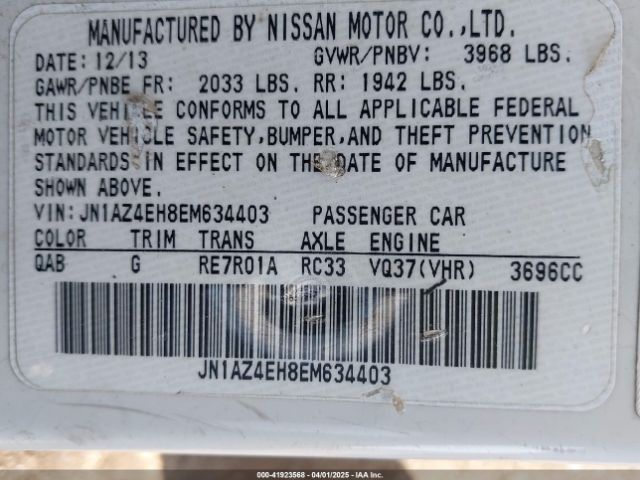 MANUFACTURED BY NISSAN MOTOR CO.,LTD.
DATE: 12/13 GVWR/PNBV: 3968 LBS.
GAWR/PNBE FR: 2033 LBS. RR: 1942 LBS.
THIS VEHICLE CONFORMS TO ALL APPLICABLE FEDERAL
MOTOR VEHICLE SAFETY,BUMPER,AND THEFT PREVENTION
STANDARDS IN EFFECT ON THE DATE OF MANUFACTURE
SHOWN ABOVE.
VIN: JN1AZ4EH8EM634403 PASSENGER CAR
COLOR TRIM TRANS AXLE ENGINE
QAB G RE7R01A RC33 VQ37(VHR) 3696CC
JN1AZ4EH8EM634403
000-41923568 - 04/01/2025 - IAA Inc.